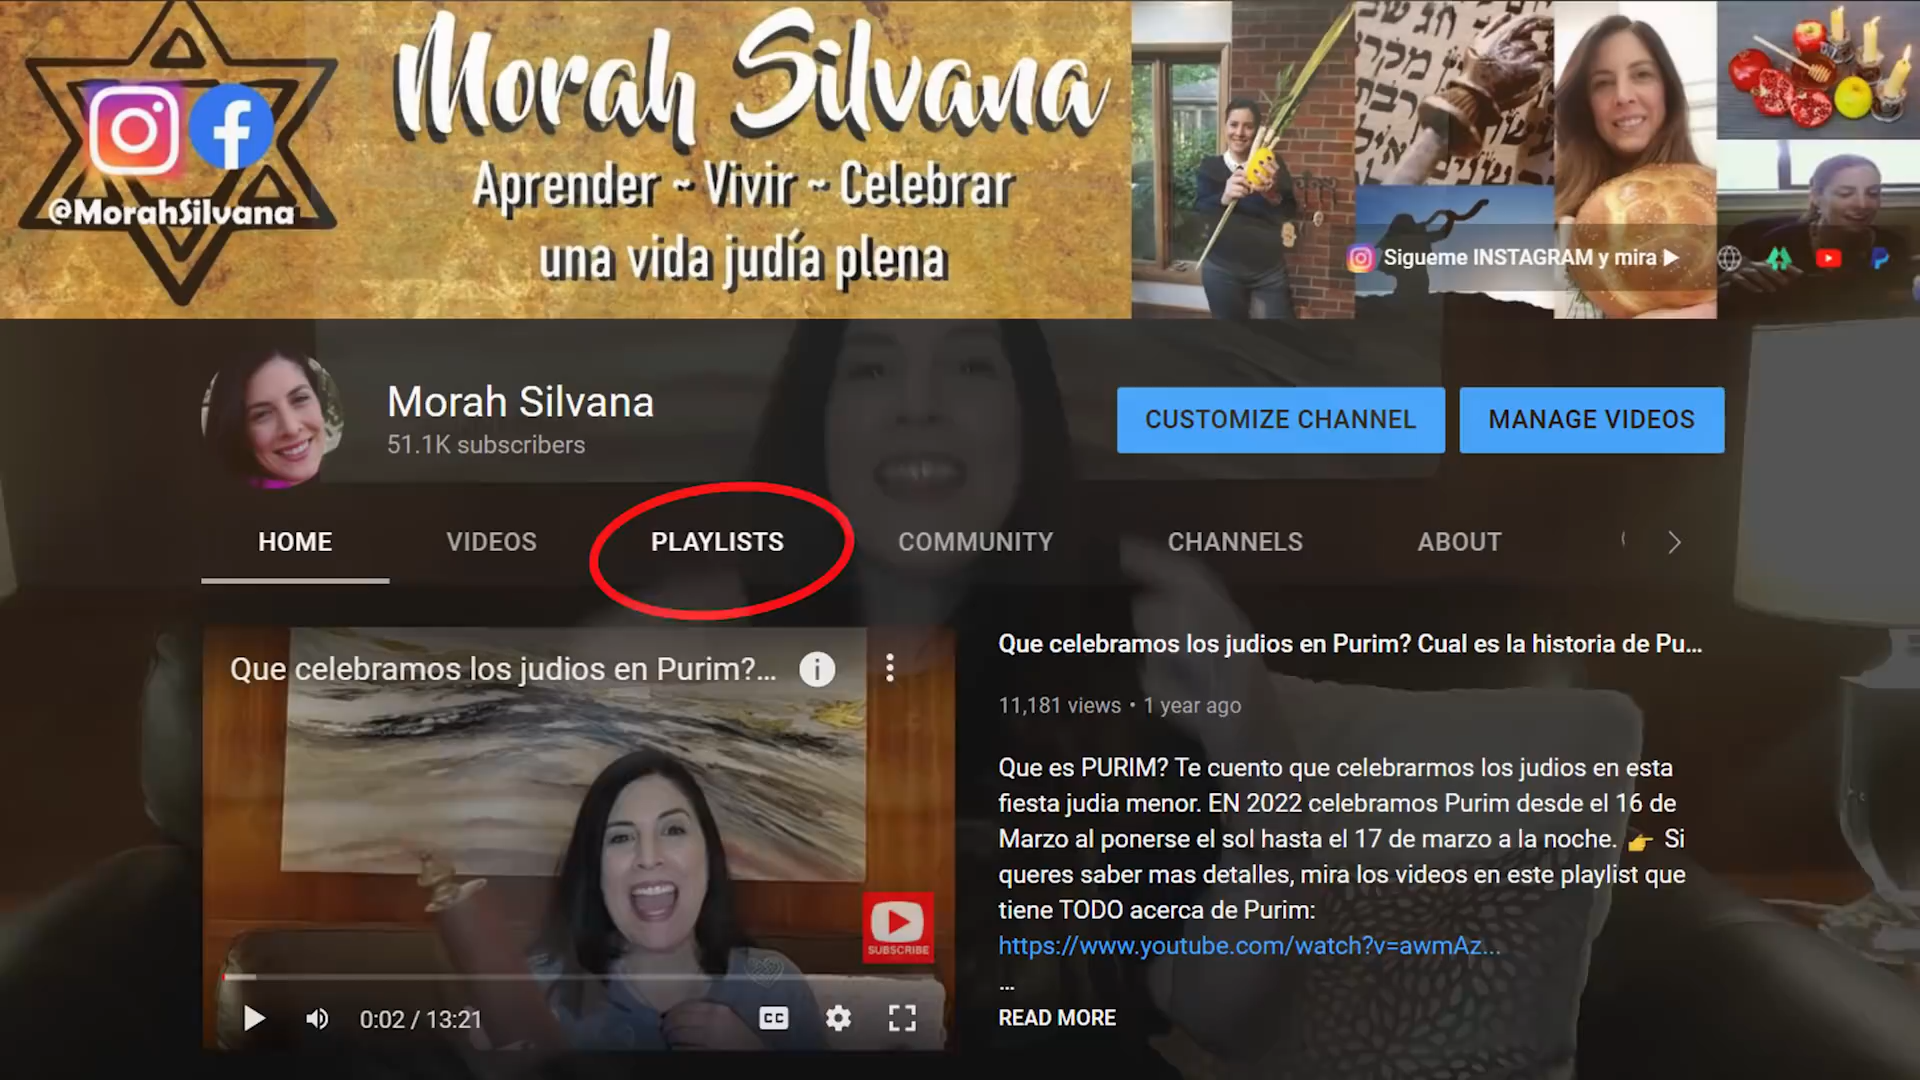 Morah Silvana
Aprender ~ Vivir ~ Celebrar
una vida judía plena
@MorahSilvana
Sigueme INSTAGRAM y mira
Morah Silvana
51.1K subscribers
CUSTOMIZE CHANNEL
MANAGE VIDEOS
HOME
VIDEOS
PLAYLISTS
COMMUNITY
CHANNELS
ABOUT
Que celebramos los judios en Purim?...
SUBSCRIBE
0:02 / 13:21
CC
Que celebramos los judios en Purim? Cual es la historia de Pu...
11,181 views • 1 year ago
Que es PURIM? Te cuento que celebrarmos los judios en esta
fiesta judia menor. EN 2022 celebramos Purim desde el 16 de
Marzo al ponerse el sol hasta el 17 de marzo a la noche. 👉 Si
queres saber mas detalles, mira los videos en este playlist que
tiene TODO acerca de Purim:
https://www.youtube.com/watch?v=awmAz...
...
READ MORE